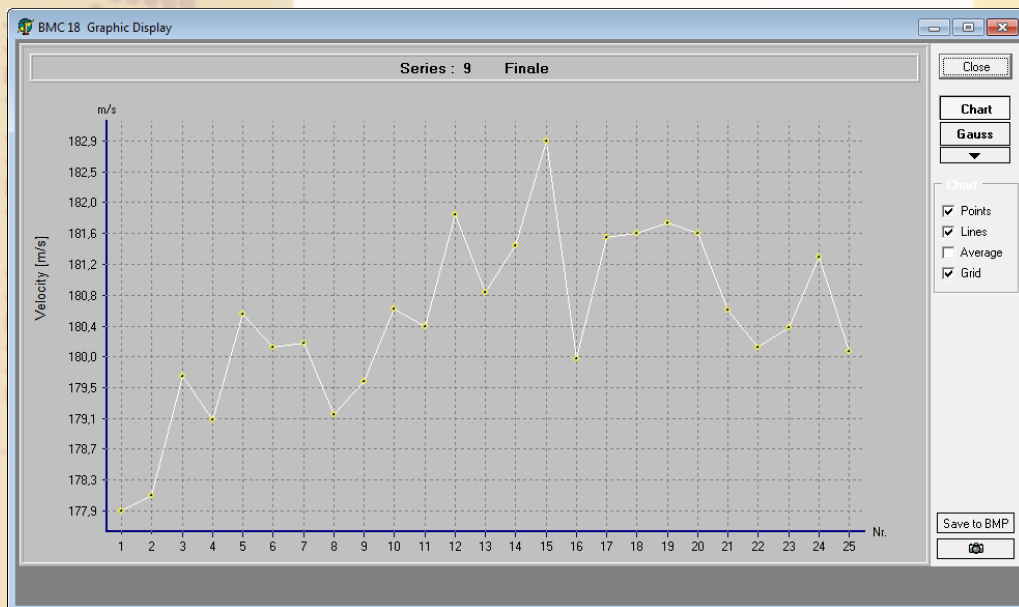 BMC 18 Graphic Display
Series : 9 Finale
m/s
182,9
182,5
182,0
181,6
181,2
180,8
180,4
180,0
179,5
179,1
178,7
178,3
177,9
Velocity [m/s]
1 2 3 4 5 6 7 8 9 10 11 12 13 14 15 16 17 18 19 20 21 22 23 24 25
Nr.
Close
Chart
Gauss
Chart
Points
Lines
Average
Grid
Save to BMP